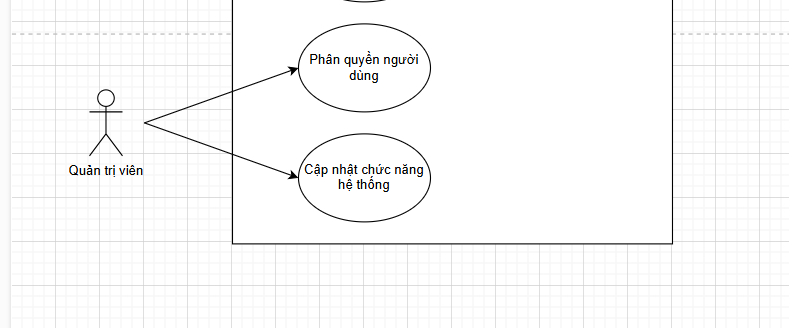 Phân quyền người
dùng
Quản trị viên
Cập nhật chức năng
hệ thống